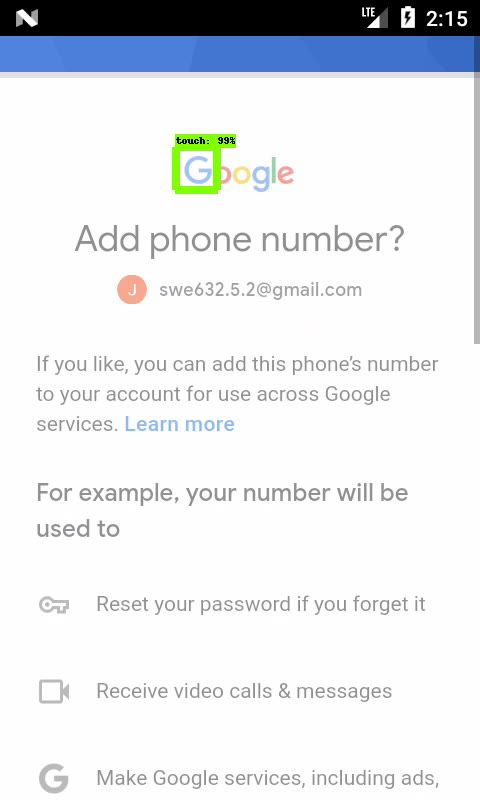 LTE 2:15
touch: 99%
Google
Add phone number?
J swe632.5.2@gmail.com
If you like, you can add this phone's number
to your account for use across Google
services. Learn more
For example, your number will be
used to
Reset your password if you forget it
Receive video calls & messages
G Make Google services, including ads,